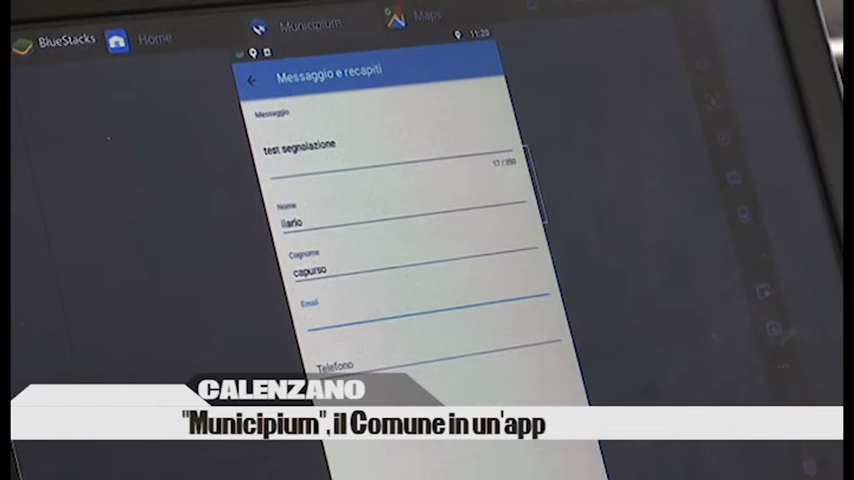 BlueStacks
Home
Municipium
Maps
11:20
Messaggio e recapiti
Messaggio
test segnalazione
17 / 350
Nome
ilario
Cognome
capurso
Email
Telefono
CALENZANO
"Municipium", il Comune in un'app